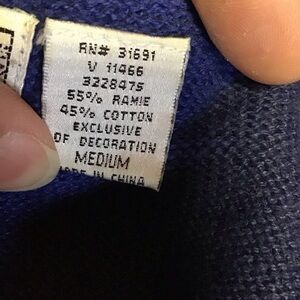 RN# 31691
V 11466
3228475
55% RAMIE
45% COTTON
EXCLUSIVE
OF DECORATION
MEDIUM
MADE IN CHINA